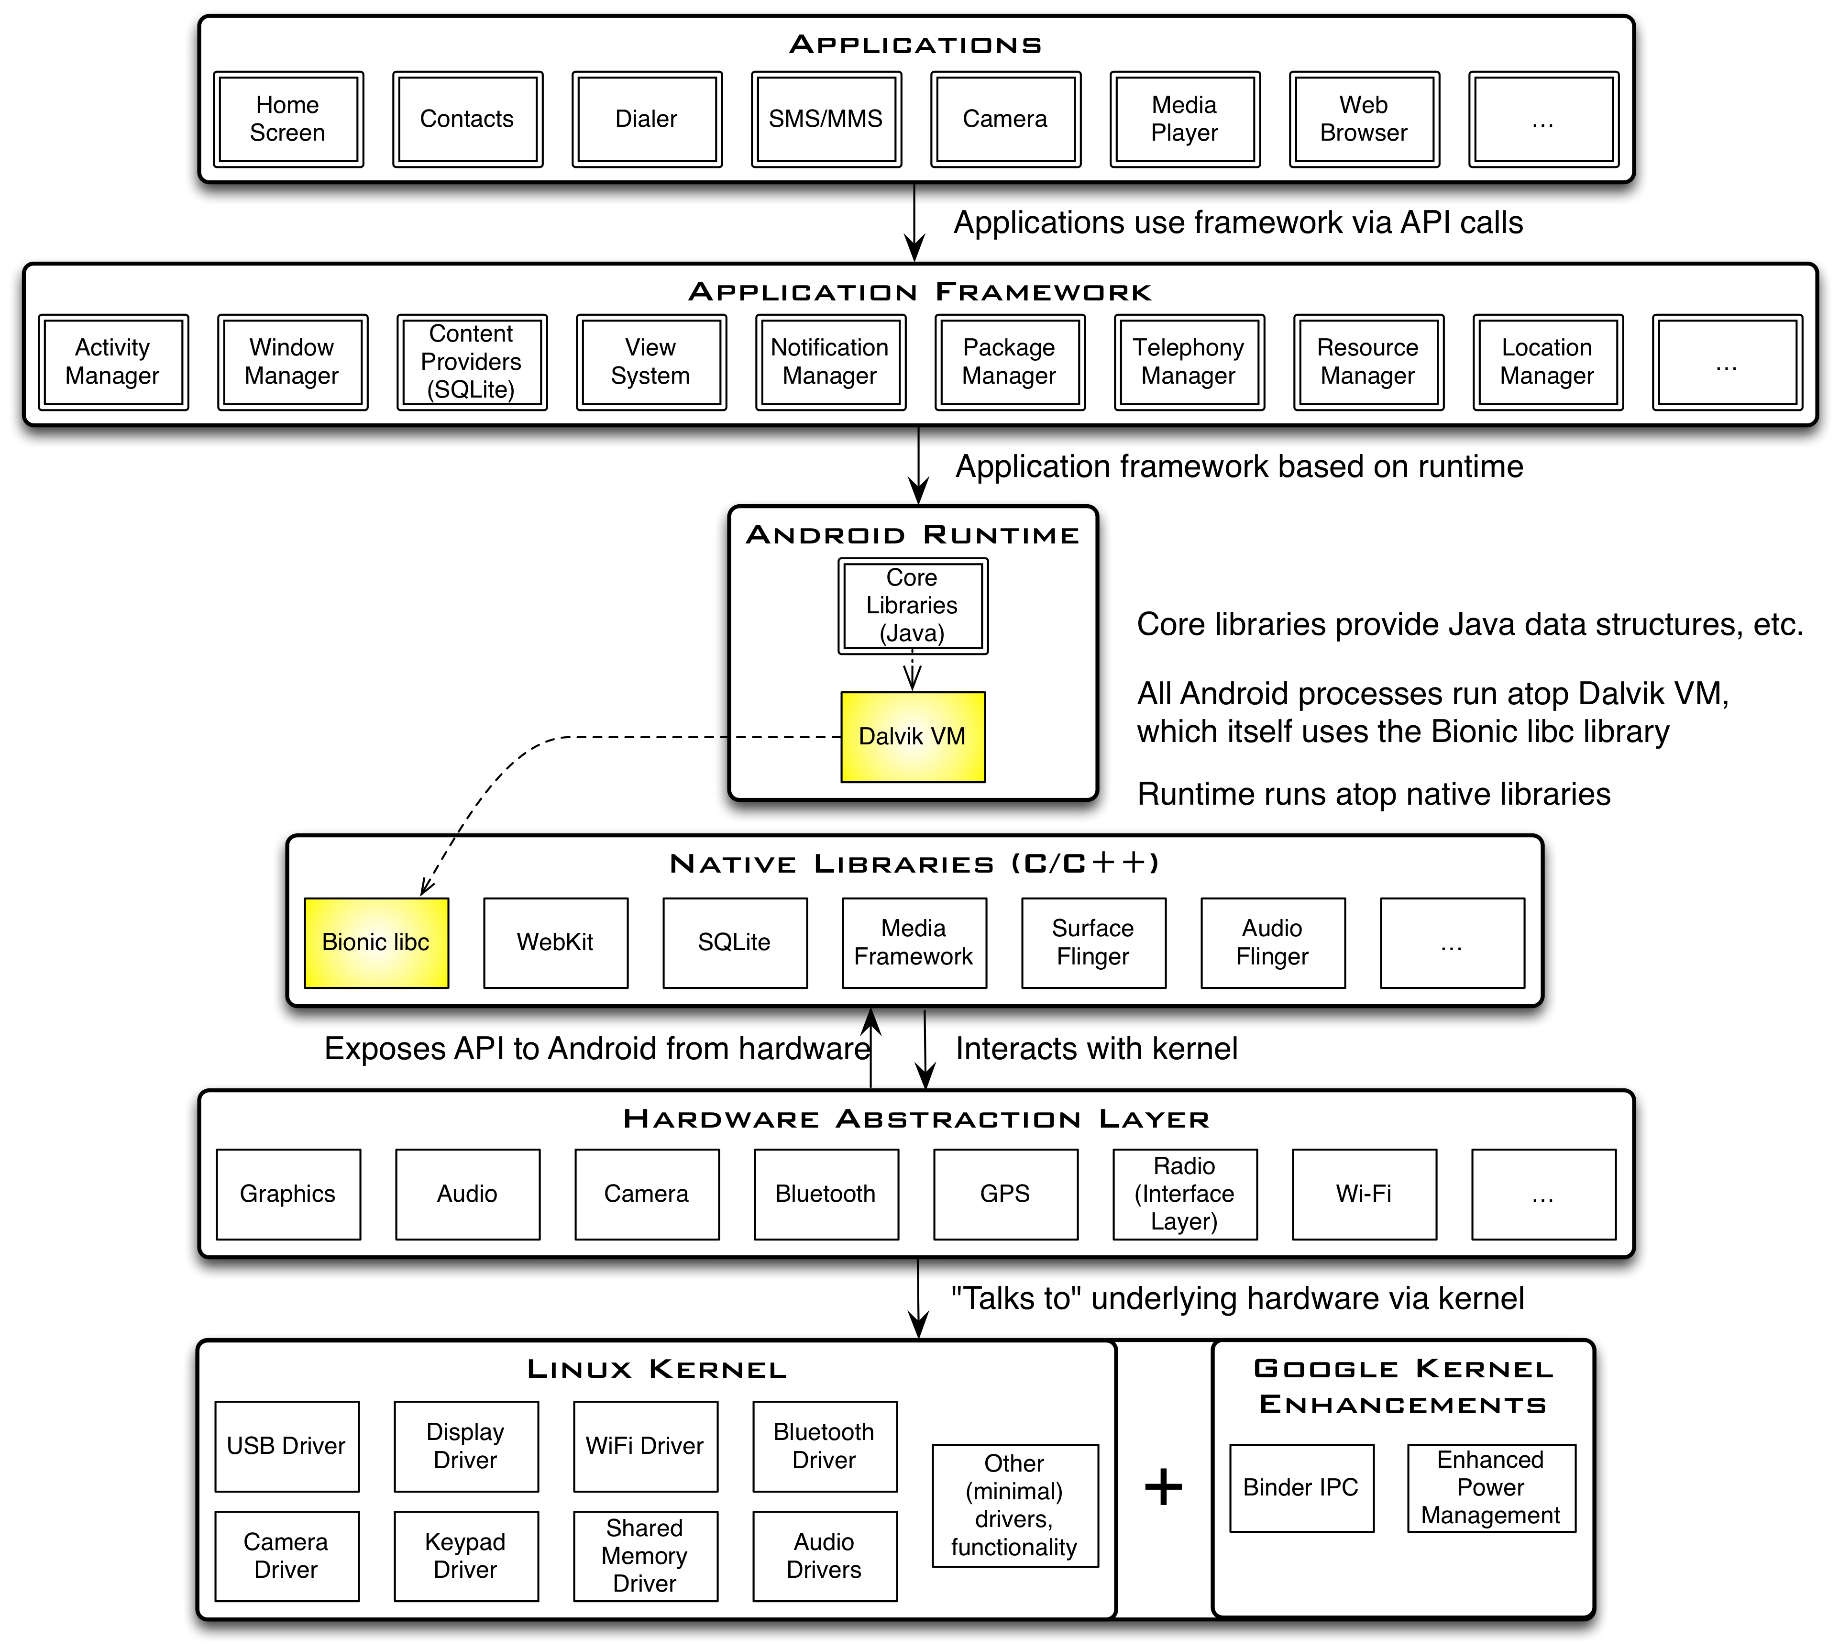 APPLICATIONS
Home
Screen
Contacts
Dialer
SMS/MMS
Camera
Media
Player
Web
Browser
...
Applications use framework via API calls
APPLICATION FRAMEWORK
Activity
Manager
Window
Manager
Content
Providers
(SQLite)
View
System
Notification
Manager
Package
Manager
Telephony
Manager
Resource
Manager
Location
Manager
...
Application framework based on runtime
ANDROID RUNTIME
Core
Libraries
(Java)
Dalvik VM
Core libraries provide Java data structures, etc.
All Android processes run atop Dalvik VM,
which itself uses the Bionic libc library
Runtime runs atop native libraries
NATIVE LIBRARIES (C/C++)
Bionic libc
WebKit
SQLite
Media
Framework
Surface
Flinger
Audio
Flinger
...
Exposes API to Android from hardware
Interacts with kernel
HARDWARE ABSTRACTION LAYER
Graphics
Audio
Camera
Bluetooth
GPS
Radio
(Interface
Layer)
Wi-Fi
...
"Talks to" underlying hardware via kernel
LINUX KERNEL
USB Driver
Display
Driver
WiFi Driver
Bluetooth
Driver
Camera
Driver
Keypad
Driver
Shared
Memory
Driver
Audio
Drivers
Other
(minimal)
drivers,
functionality
+
GOOGLE KERNEL
ENHANCEMENTS
Binder IPC
Enhanced
Power
Management